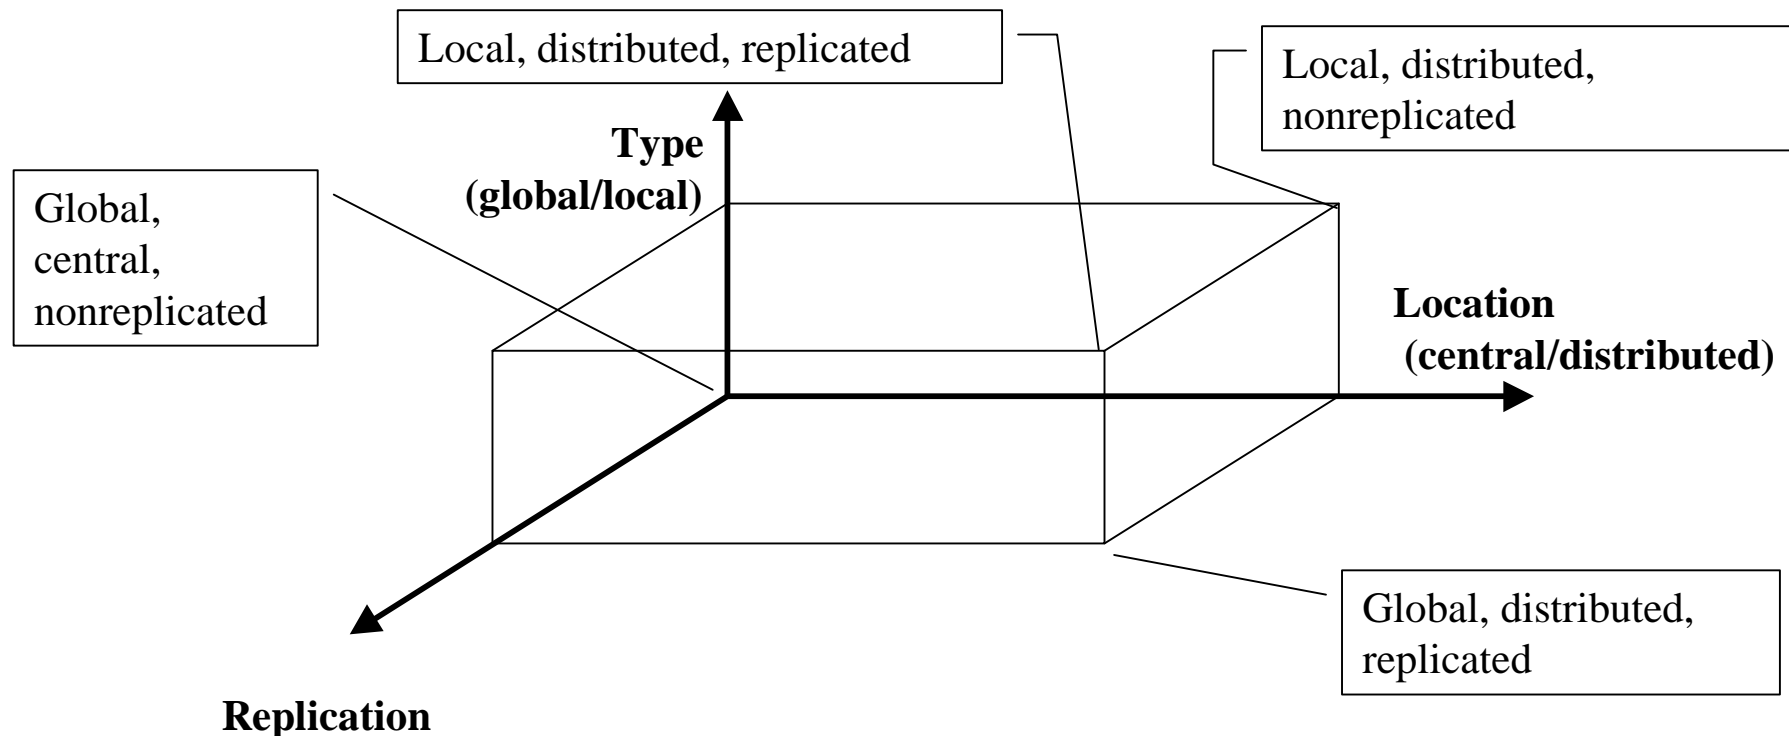 Local, distributed, replicated
Local, distributed,
nonreplicated
Type
(global/local)
Global,
central,
nonreplicated
Location
(central/distributed)
Global, distributed,
replicated
Replication